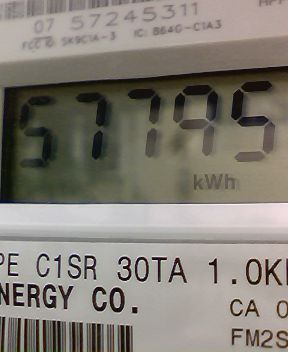 07 57245311
FCC ID SK9C1A-3 IC: 864G-C1A3
57795
kWh
PE C1SR 30TA 1.0K
NERGY CO.
CA 0
FM2S